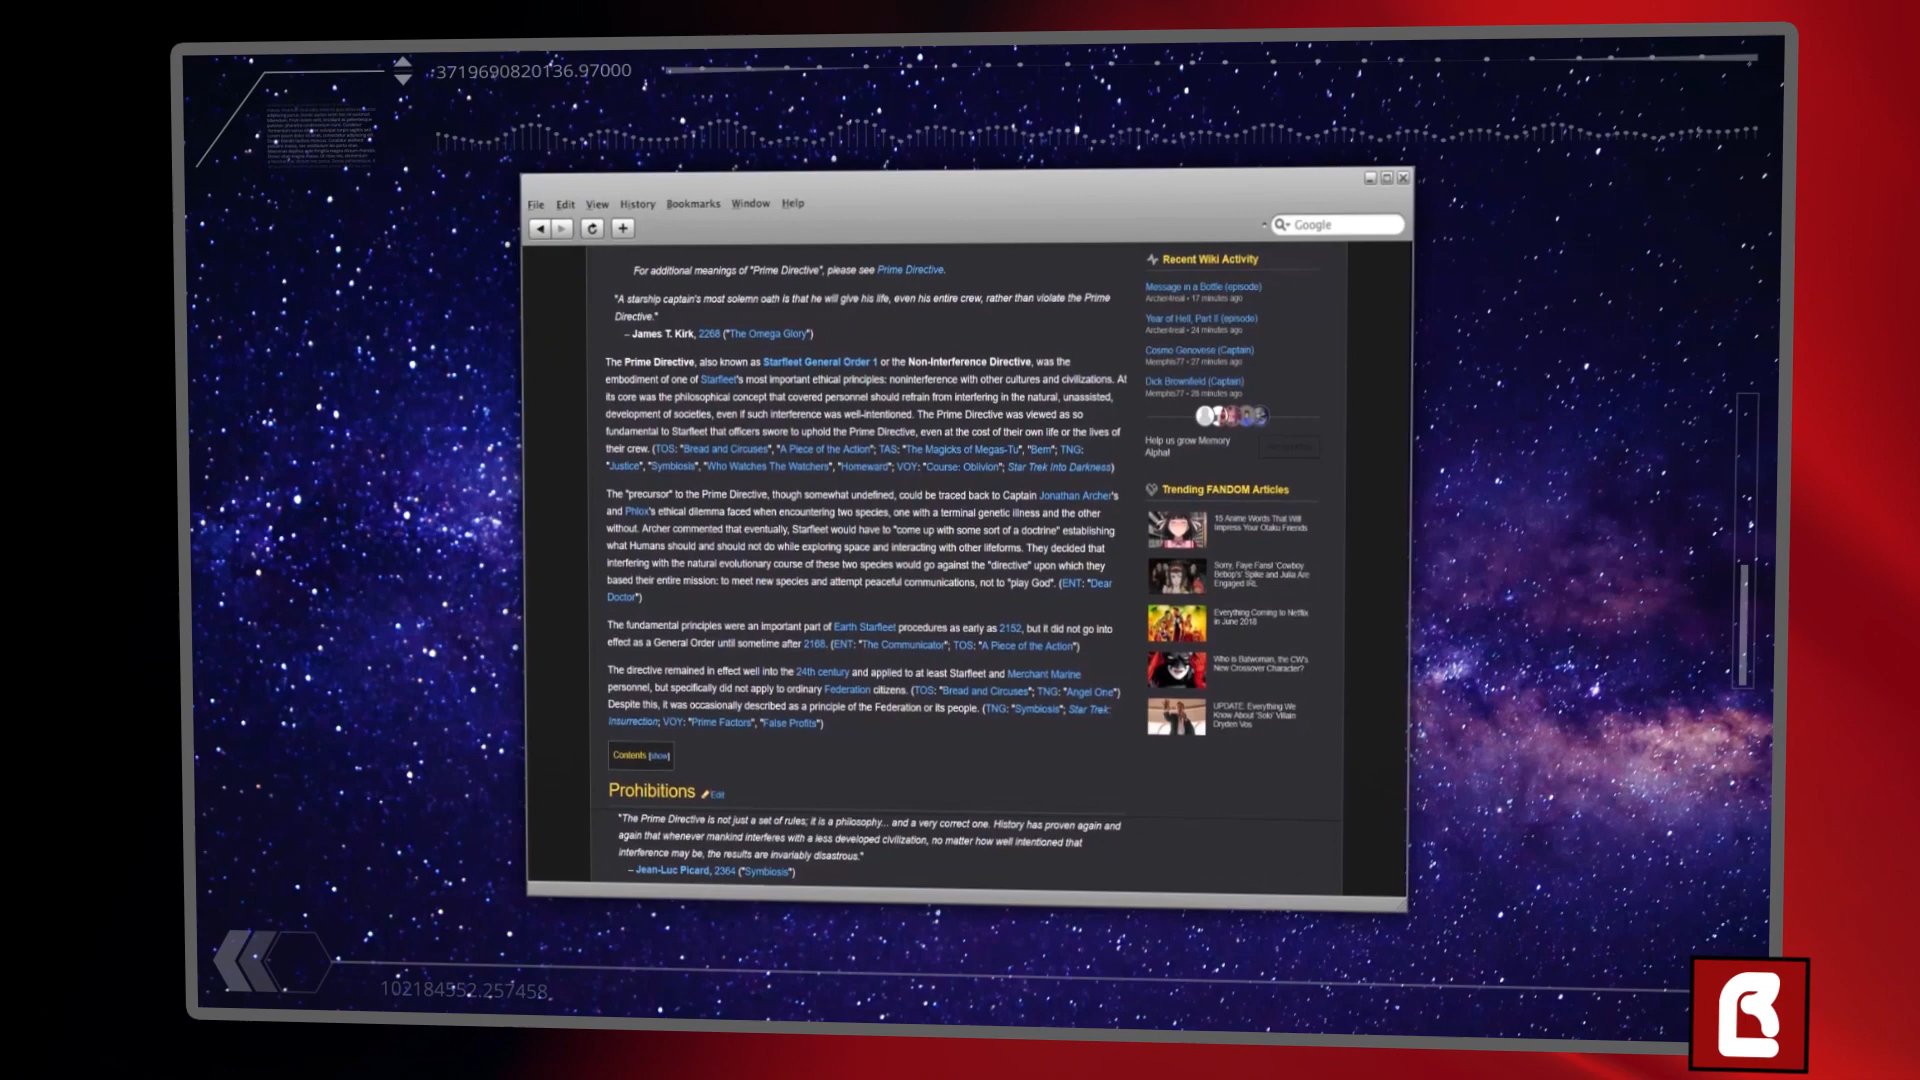 3719690820136.97000
File Edit View History Bookmarks Window Help
Google
For additional meanings of "Prime Directive", please see Prime Directive.
"A starship captain's most solemn oath is that he will give his life, even his entire crew, rather than violate the Prime
Directive."
– James T. Kirk, 2268 ("The Omega Glory")
The Prime Directive, also known as Starfleet General Order 1 or the Non-Interference Directive, was the
embodiment of one of Starfleet's most important ethical principles: noninterference with other cultures and civilizations. At
its core was the philosophical concept that covered personnel should refrain from interfering in the natural, unassisted,
development of societies, even if such interference was well-intentioned. The Prime Directive was viewed as so
fundamental to Starfleet that officers swore to uphold the Prime Directive, even at the cost of their own life or the lives of
their crew. (TOS: "Bread and Circuses", "A Piece of the Action"; TAS: "The Magicks of Megas-Tu", "Bem"; TNG:
"Justice", "Symbiosis", "Who Watches The Watchers", "Homeward"; VOY: "Course: Oblivion"; Star Trek Into Darkness)
The "precursor" to the Prime Directive, though somewhat undefined, could be traced back to Captain Jonathan Archer's
and Phlox's ethical dilemma faced when encountering two species, one with a terminal genetic illness and the other
without. Archer commented that eventually, Starfleet would have to "come up with some sort of a doctrine" establishing
what Humans should and should not do while exploring space and interacting with other lifeforms. They decided that
interfering with the natural evolutionary course of these two species would go against the "directive" upon which they
based their entire mission: to meet new species and attempt peaceful communications, not to "play God". (ENT: "Dear
Doctor")
The fundamental principles were an important part of Earth Starfleet procedures as early as 2152, but it did not go into
effect as a General Order until sometime after 2168. (ENT: "The Communicator"; TOS: "A Piece of the Action")
The directive remained in effect well into the 24th century and applied to at least Starfleet and Merchant Marine
personnel, but specifically did not apply to ordinary Federation citizens. (TOS: "Bread and Circuses"; TNG: "Angel One")
Despite this, it was occasionally described as a principle of the Federation or its people. (TNG: "Symbiosis"; Star Trek:
Insurrection; VOY: "Prime Factors", "False Profits")
Contents [show]
Prohibitions Edit
"The Prime Directive is not just a set of rules; it is a philosophy... and a very correct one. History has proven again and
again that whenever mankind interferes with a less developed civilization, no matter how well intentioned that
interference may be, the results are invariably disastrous."
– Jean-Luc Picard, 2364 ("Symbiosis")
Recent Wiki Activity
Message in a Bottle (episode)
Archer4real • 17 minutes ago
Year of Hell, Part II (episode)
Archer4real • 24 minutes ago
Cosmo Genovese (Captain)
Memphis77 • 27 minutes ago
Dick Brownfield (Captain)
Memphis77 • 28 minutes ago
Help us grow Memory
Alpha!
Trending FANDOM Articles
15 Anime Words That Will
Impress Your Otaku Friends
Sorry, Faye Fans! 'Cowboy
Bebop's' Spike and Julia Are
Engaged IRL
Everything Coming to Netflix
in June 2018
Who is Batwoman, the CW's
New Crossover Character?
UPDATE: Everything We
Know About 'Solo' Villain
Dryden Vos
102184552.257458